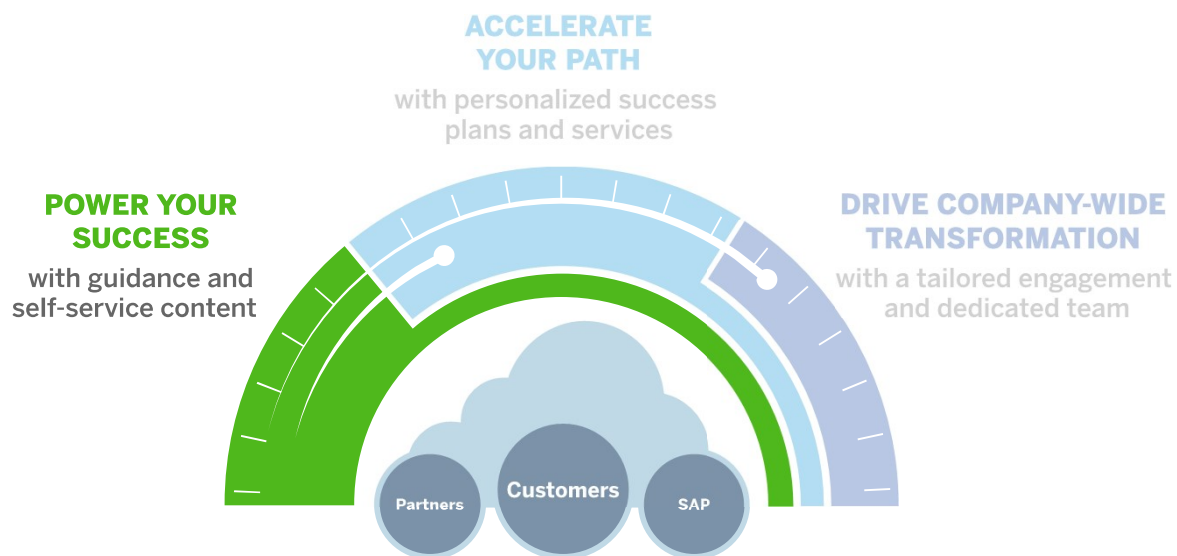 ACCELERATE
YOUR PATH
with personalized success
plans and services
POWER YOUR
SUCCESS
with guidance and
self-service content
DRIVE COMPANY-WIDE
TRANSFORMATION
with a tailored engagement
and dedicated team
Partners
Customers
SAP